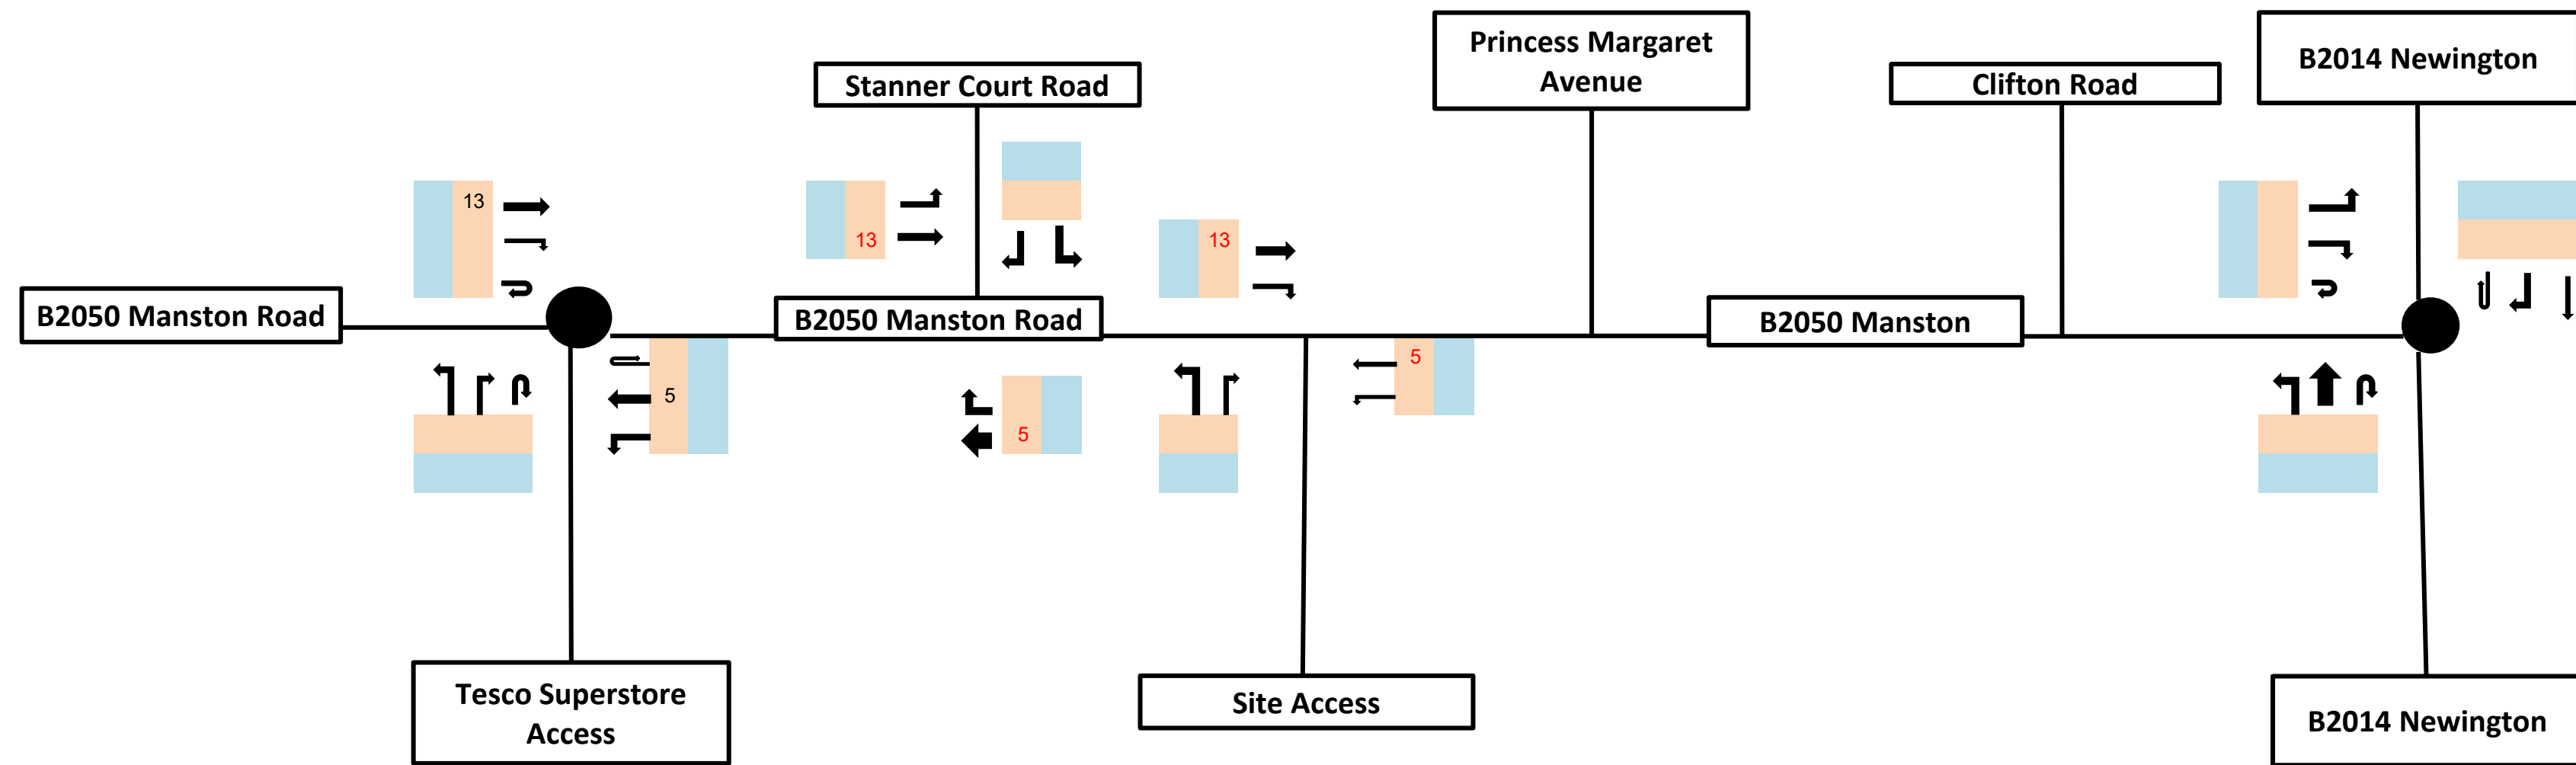 Princess Margaret
Avenue
B2014 Newington
Stanner Court Road
Clifton Road
13
13
13
B2050 Manston Road
B2050 Manston Road
B2050 Manston
5
5
5
Tesco Superstore
Access
Site Access
B2014 Newington